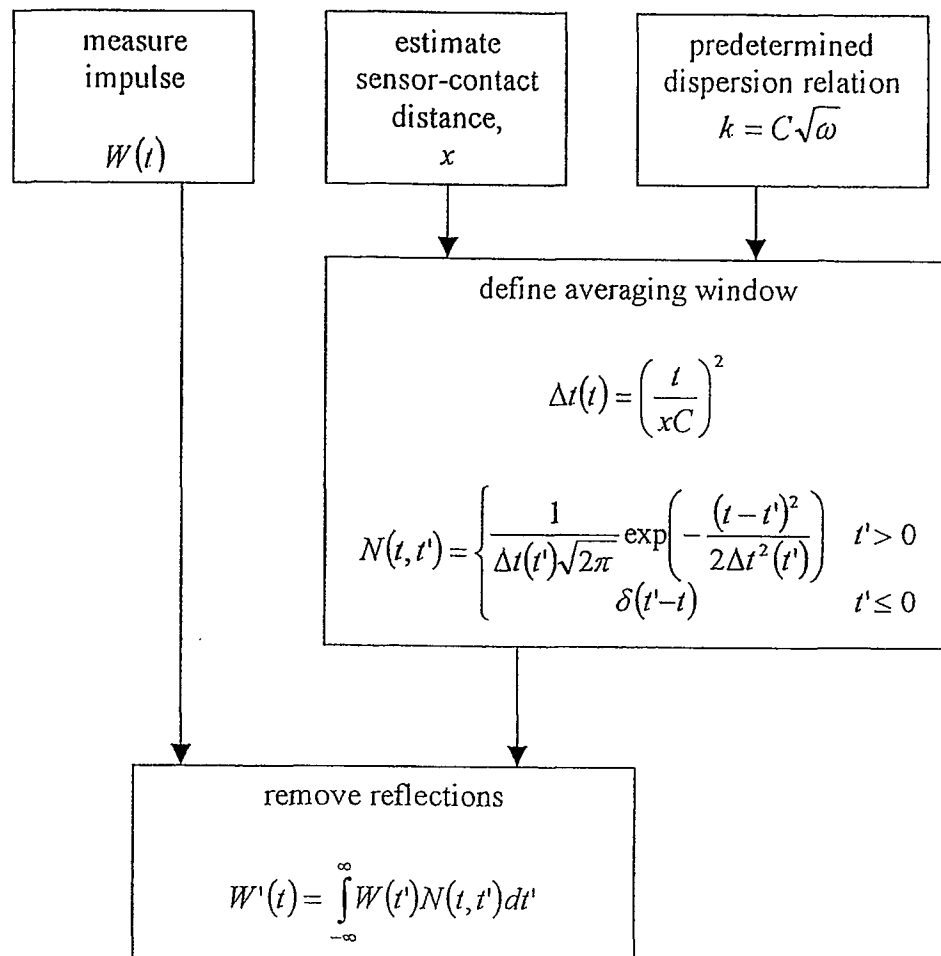 measure
impulse
W(t)
estimate
sensor-contact
distance,
x
predetermined
dispersion relation
k = C√ω
define averaging window
Δt(t) = (t / xC)²
N(t, t') = { 1 / (Δt(t')√2π) exp(− (t − t')² / 2Δt²(t')) t' > 0
δ(t'−t) t' ≤ 0
remove reflections
W'(t) = ∫_{−∞}^{∞} W(t')N(t, t')dt'